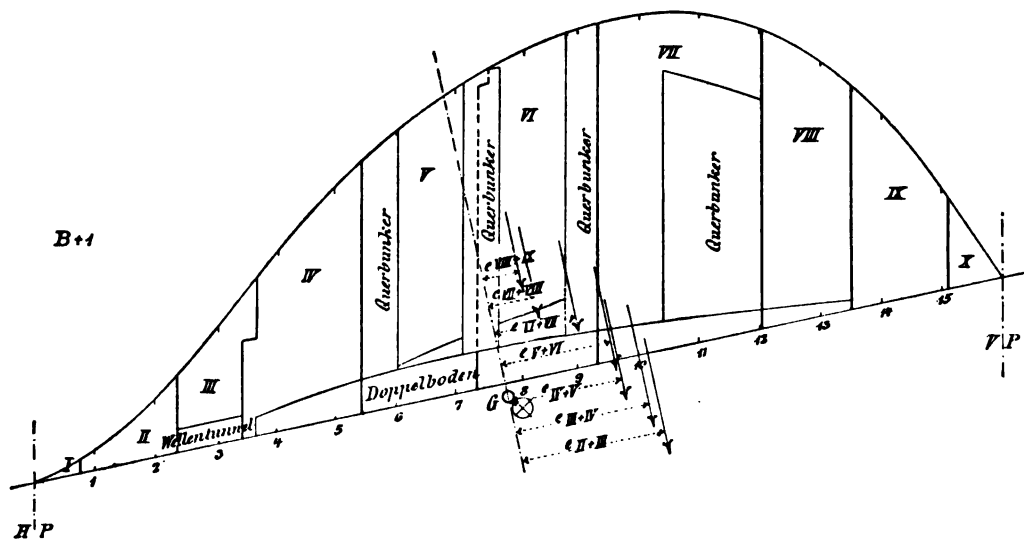 B+1
I
II
III
IV
V
VI
VII
VIII
IX
X
Querbunker
Querbunker
Querbunker
Querbunker
e VIII+IX
e VII+VIII
e VI+VII
e V+VI
e IV+V
e III+IV
e II+III
Doppelboden
Wellentunnel
G
1
2
3
4
5
6
7
8
9
11
12
13
14
15
H P
V P